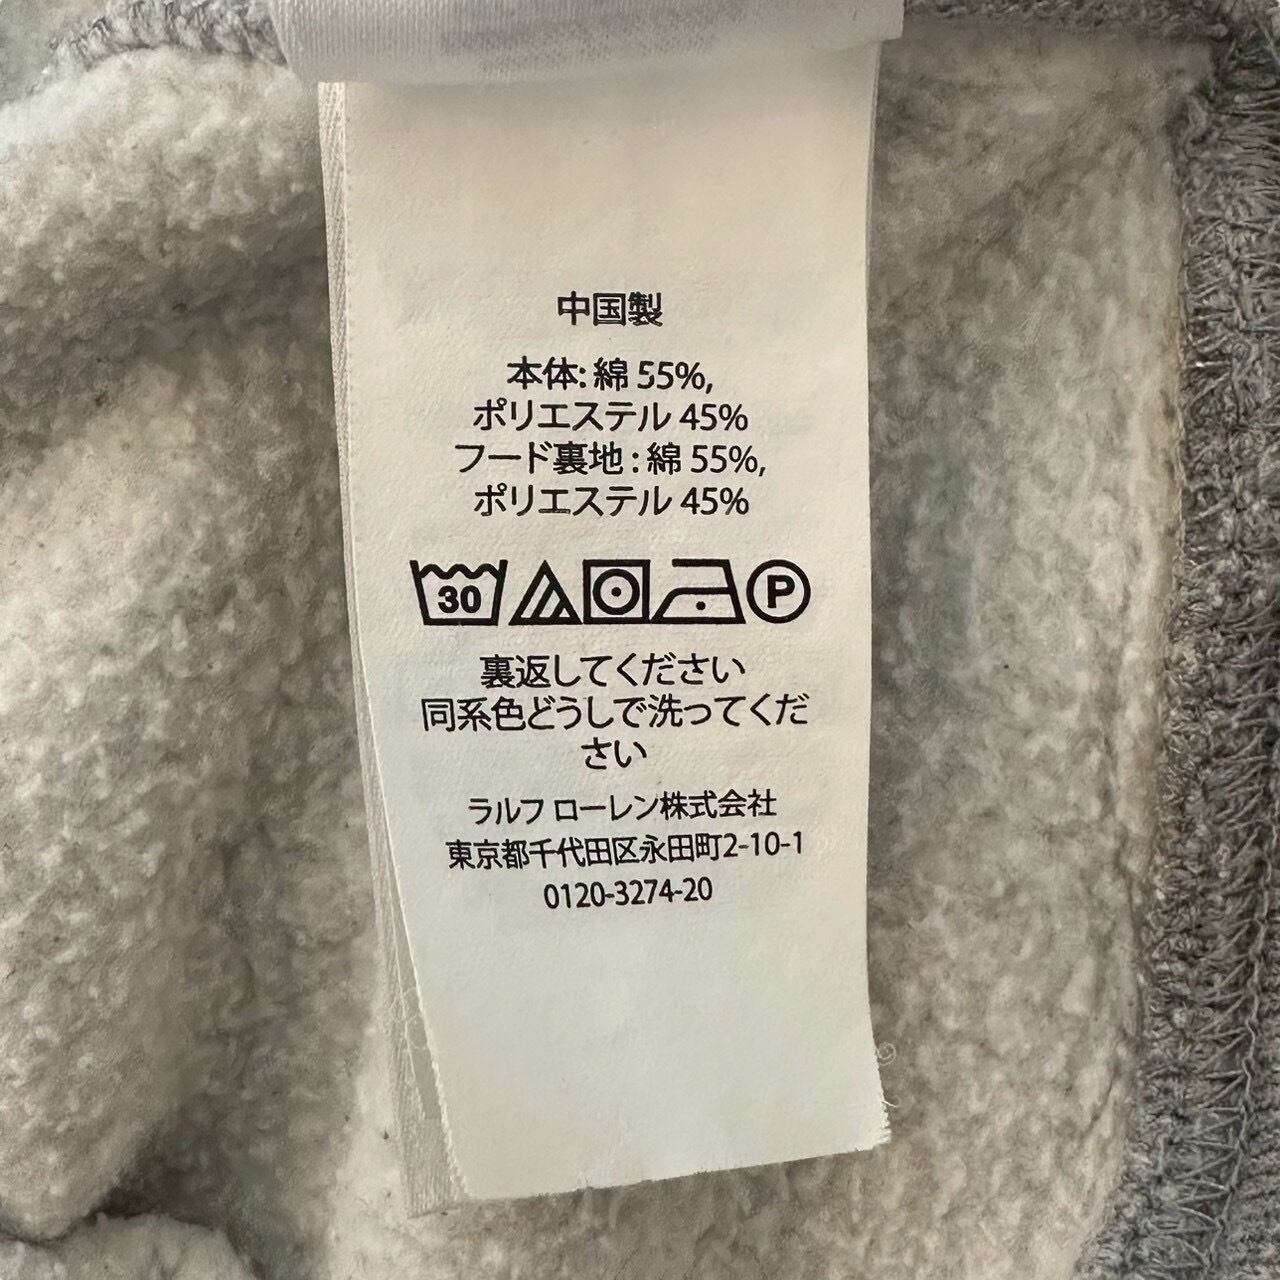 中国製
本体: 綿 55%,
ポリエステル 45%
フード裏地 : 綿 55%,
ポリエステル 45%
30 P
裏返してください
同系色どうしで洗ってくだ
さい
ラルフ ローレン株式会社
東京都千代田区永田町2-10-1
0120-3274-20